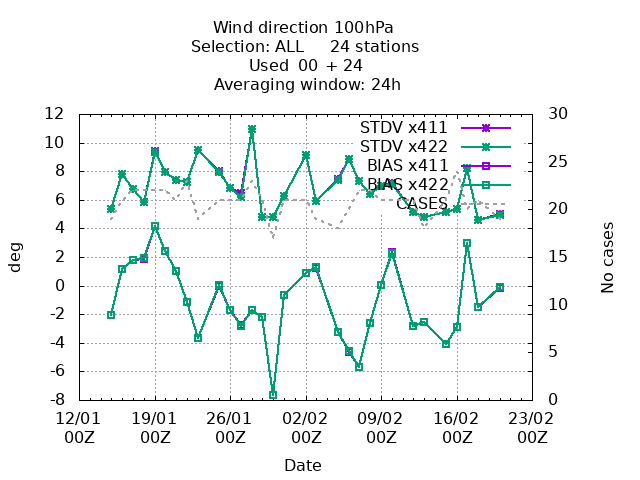 Wind direction 100hPa
Selection: ALL 24 stations
Used 00 + 24
Averaging window: 24h
12
10
8
6
4
2
0
-2
-4
-6
-8
deg
30
25
20
15
10
5
0
No cases
STDV x411
STDV x422
BIAS x411
BIAS x422
CASES
12/01 19/01 26/01 02/02 09/02 16/02 23/02
00Z 00Z 00Z 00Z 00Z 00Z 00Z
Date